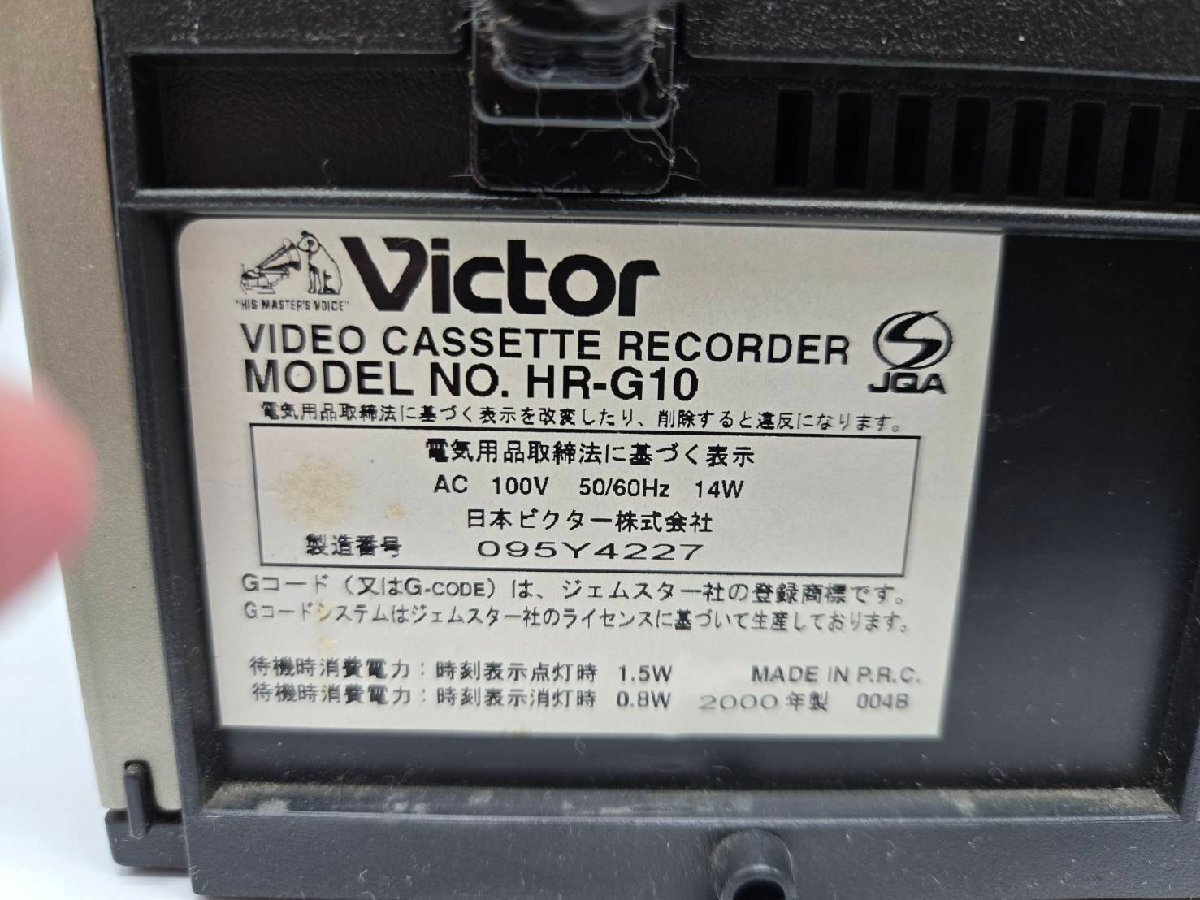 Victor
"HIS MASTER'S VOICE"
VIDEO CASSETTE RECORDER
JQA
MODEL NO. HR-G10
電気用品取締法に基づく表示を改変したり、削除すると違反になります。
電気用品取締法に基づく表示
AC 100V 50/60Hz 14W
日本ビクター株式会社
製造番号 095Y4227
Gコード（又はG-CODE）は、ジェムスター社の登録商標です。
Gコードシステムはジェムスター社のライセンスに基づいて生産しております。
待機時消費電力：時刻表示点灯時 1.5W MADE IN P.R.C.
待機時消費電力：時刻表示消灯時 0.8W 2000年製 004B